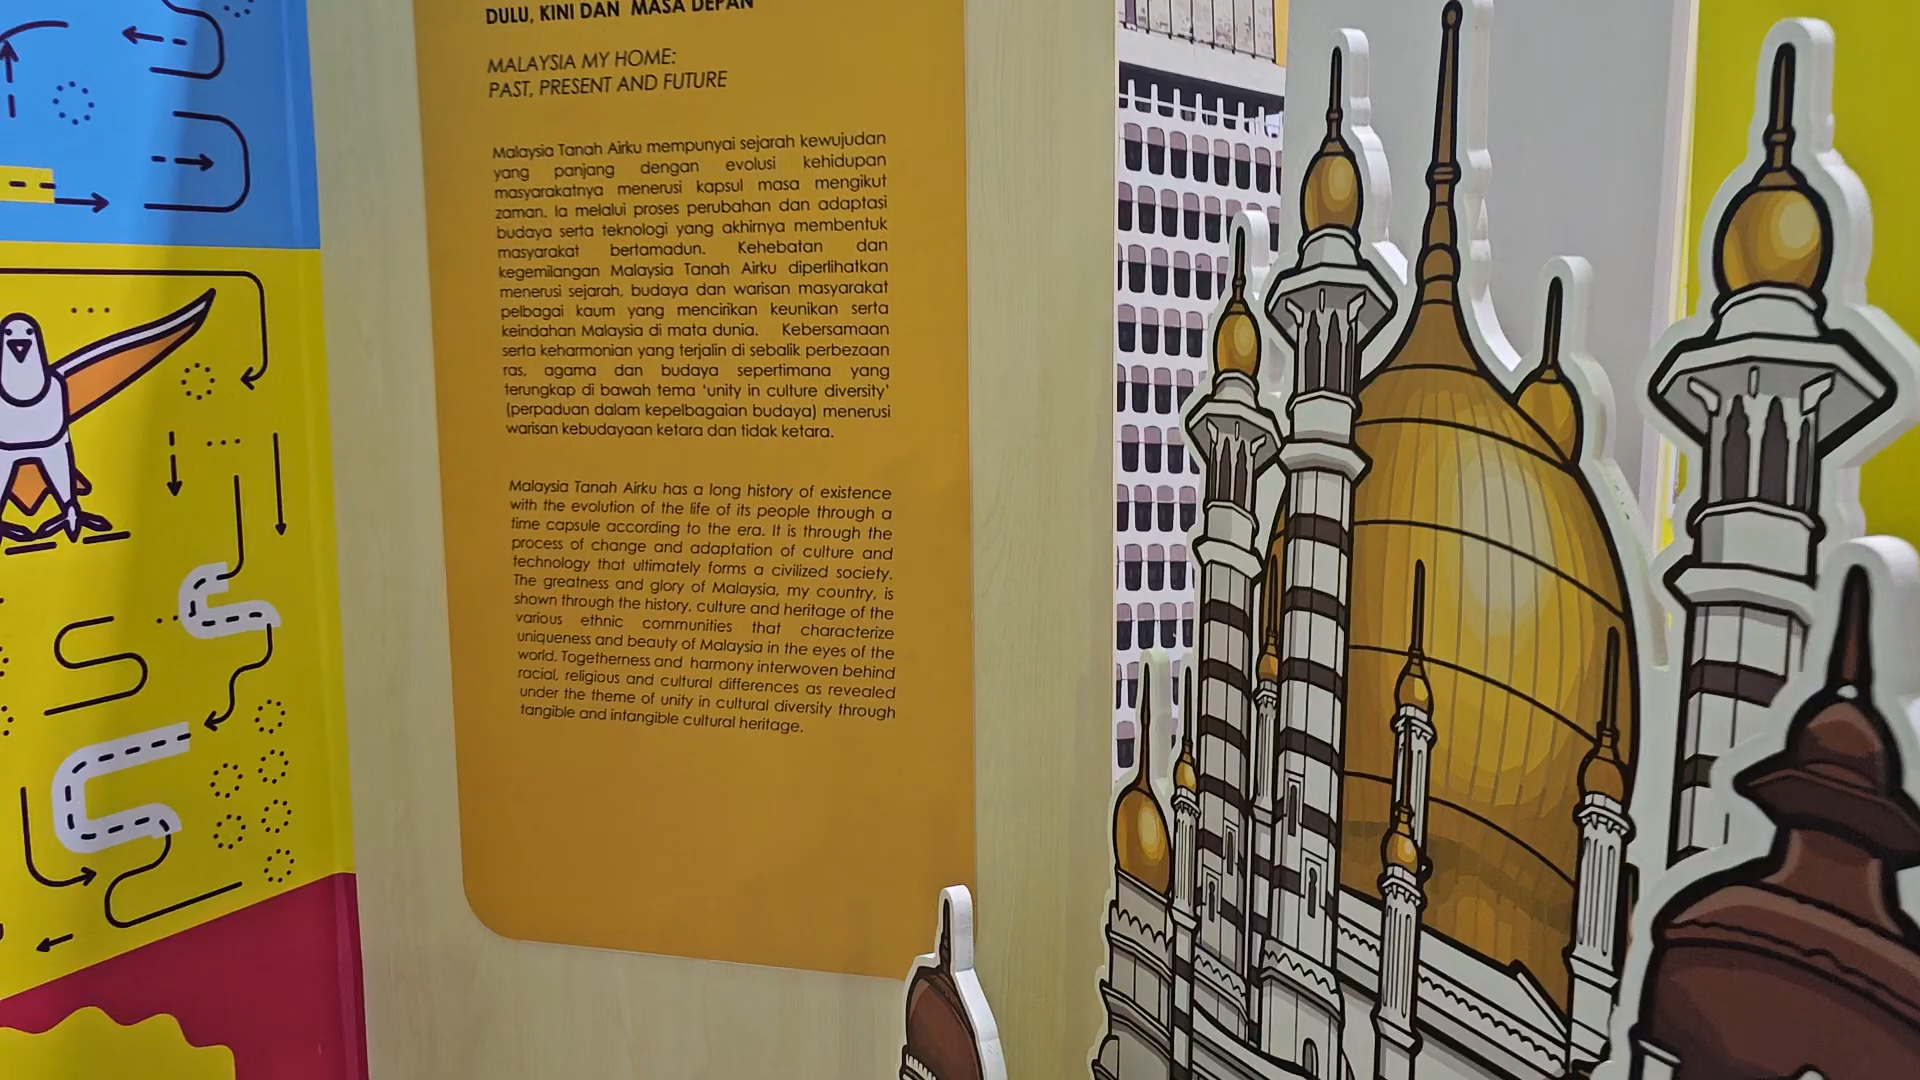 DULU, KINI DAN MASA DEPAN
MALAYSIA MY HOME:
PAST, PRESENT AND FUTURE
Malaysia Tanah Airku mempunyai sejarah kewujudan
yang panjang dengan evolusi kehidupan
masyarakatnya menerusi kapsul masa mengikut
zaman. Ia melalui proses perubahan dan adaptasi
budaya serta teknologi yang akhirnya membentuk
masyarakat bertamadun. Kehebatan dan
kegemilangan Malaysia Tanah Airku diperlihatkan
menerusi sejarah, budaya dan warisan masyarakat
pelbagai kaum yang mencirikan keunikan serta
keindahan Malaysia di mata dunia. Kebersamaan
serta keharmonian yang terjalin di sebalik perbezaan
ras, agama dan budaya sepertimana yang
terungkap di bawah tema ‘unity in culture diversity’
(perpaduan dalam kepelbagaian budaya) menerusi
warisan kebudayaan ketara dan tidak ketara.
Malaysia Tanah Airku has a long history of existence
with the evolution of the life of its people through a
time capsule according to the era. It is through the
process of change and adaptation of culture and
technology that ultimately forms a civilized society.
The greatness and glory of Malaysia, my country, is
shown through the history, culture and heritage of the
various ethnic communities that characterize
uniqueness and beauty of Malaysia in the eyes of the
world. Togetherness and harmony interwoven behind
racial, religious and cultural differences as revealed
under the theme of unity in cultural diversity through
tangible and intangible cultural heritage.